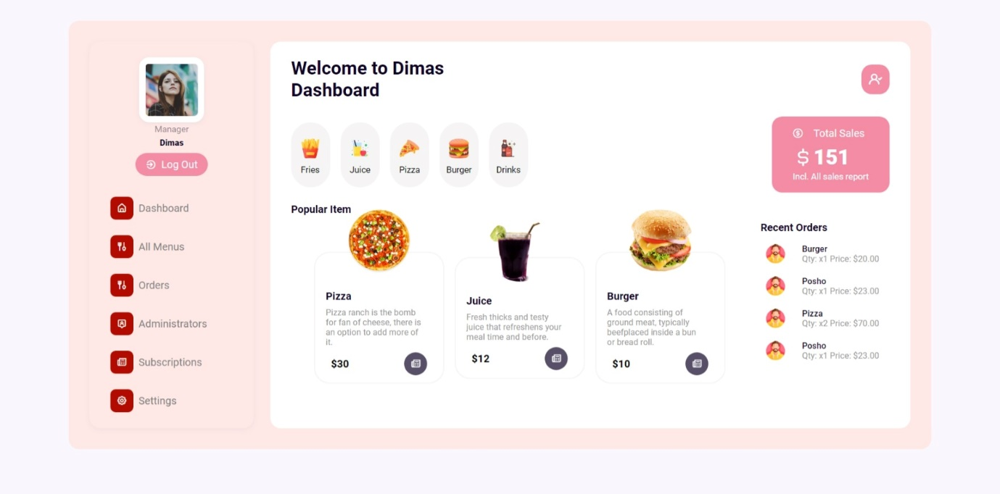 Manager
Dimas
Log Out
Dashboard
All Menus
Orders
Administrators
Subscriptions
Settings
Welcome to Dimas
Dashboard
Fries
Juice
Pizza
Burger
Drinks
Total Sales
$ 151
Incl. All sales report
Popular Item
Pizza
Pizza ranch is the bomb
for fan of cheese, there is
an option to add more of
it.
$30
Juice
Fresh thicks and testy
juice that refreshens your
meal time and before.
$12
Burger
A food consisting of
ground meat, typically
beefplaced inside a bun
or bread roll.
$10
Recent Orders
Burger
Qty: x1 Price: $20.00
Posho
Qty: x1 Price: $23.00
Pizza
Qty: x2 Price: $70.00
Posho
Qty: x1 Price: $23.00